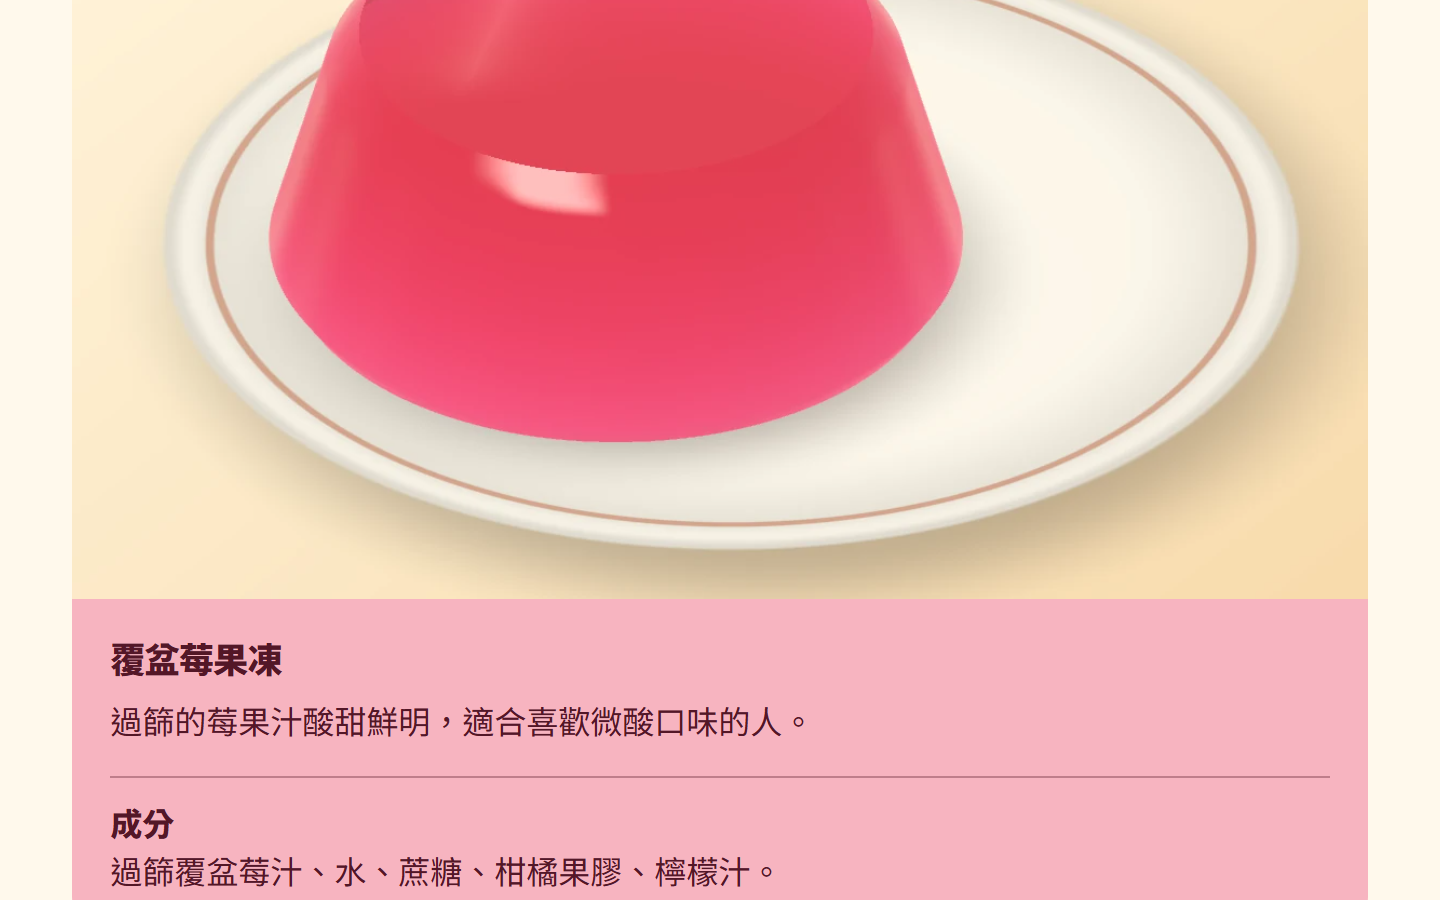 覆盆莓果凍
過篩的莓果汁酸甜鮮明，適合喜歡微酸口味的人。
成分
過篩覆盆莓汁、水、蔗糖、柑橘果膠、檸檬汁。